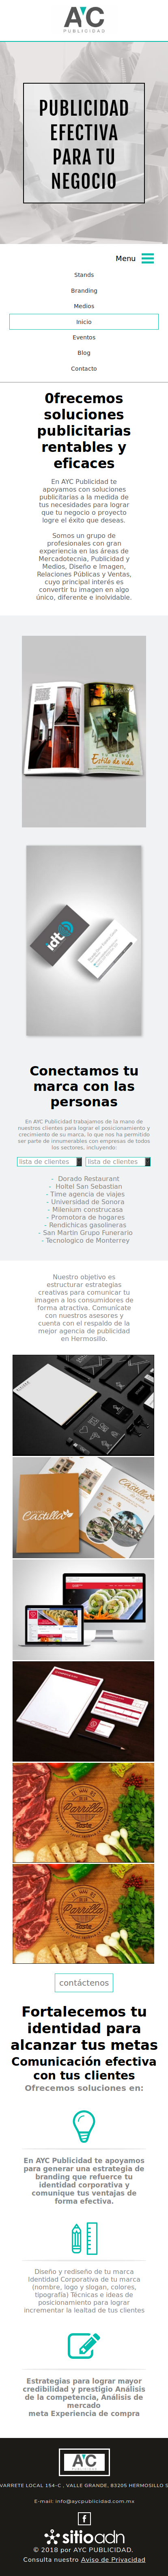 AYC
PUBLICIDAD
PUBLICIDAD
EFECTIVA
PARA TU
NEGOCIO
Menu
Stands
Branding
Medios
Inicio
Eventos
Blog
Contacto
0frecemos
soluciones
publicitarias
rentables y
eficaces
En AYC Publicidad te
apoyamos con soluciones
publicitarias a la medida de
tus necesidades para lograr
que tu negocio o proyecto
logre el éxito que deseas.
Somos un grupo de
profesionales con gran
experiencia en las áreas de
Mercadotecnia, Publicidad y
Medios, Diseño e Imagen,
Relaciones Públicas y Ventas,
cuyo principal interés es
convertir tu imagen en algo
único, diferente e inolvidable.
Estilo de vida
idt
Conectamos tu
marca con las
personas
En AYC Publicidad trabajamos de la mano de
nuestros clientes para lograr el posicionamiento y
crecimiento de su marca, lo que nos ha permitido
ser parte de innumerables con empresas de todos
los sectores, incluyendo:
lista de clientes lista de clientes
- Dorado Restaurant
- Holtel San Sebastian
- Time agencia de viajes
- Universidad de Sonora
- Milenium construcasa
- Promotora de hogares
- Rendichicas gasolineras
- San Martin Grupo Funerario
- Tecnologico de Monterrey
Nuestro objetivo es
estructurar estrategias
creativas para comunicar tu
imagen a los consumidores de
forma atractiva. Comunícate
con nuestros asesores y
cuenta con el respaldo de la
mejor agencia de publicidad
en Hermosillo.
Castilla
Parrilla
Taste
Parrilla
Taste
contáctenos
Fortalecemos tu
identidad para
alcanzar tus metas
Comunicación efectiva
con tus clientes
Ofrecemos soluciones en:
En AYC Publicidad te apoyamos
para generar una estrategia de
branding que refuerce tu
identidad corporativa y
comunique tus ventajas de
forma efectiva.
Diseño y rediseño de tu marca
Identidad Corporativa de tu marca
(nombre, logo y slogan, colores,
tipografía) Técnicas e ideas de
posicionamiento para lograr
incrementar la lealtad de tus clientes
Estrategias para lograr mayor
credibilidad y prestigio Análisis
de la competencia, Análisis de
mercado
meta Experiencia de compra
AYC
PUBLICIDAD
VARRETE LOCAL 154-C , VALLE GRANDE, 83205 HERMOSILLO S
E-mail: info@aycpublicidad.com.mx
f
sitioadn
© 2018 por AYC PUBLICIDAD.
Consulta nuestro Aviso de Privacidad